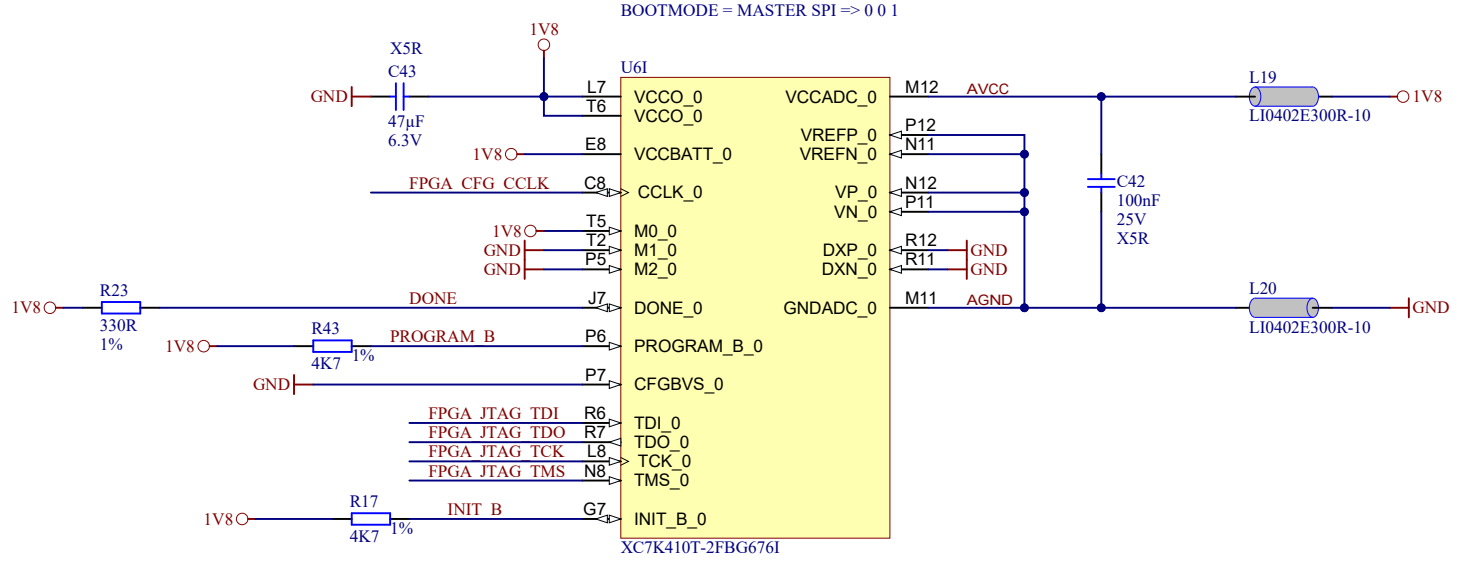 BOOTMODE = MASTER SPI => 0 0 1
1V8
X5R
C43
GND
47µF
6.3V
U6I
L7 VCCO_0
T6 VCCO_0
1V8 E8 VCCBATT_0
FPGA_CFG_CCLK C8 CCLK_0
1V8 T5 M0_0
GND T2 M1_0
GND P5 M2_0
1V8 R23 DONE J7 DONE_0
330R
1%
1V8 R43 PROGRAM_B P6 PROGRAM_B_0
4K7 1%
GND P7 CFGBVS_0
FPGA_JTAG_TDI R6 TDI_0
FPGA_JTAG_TDO R7 TDO_0
FPGA_JTAG_TCK L8 TCK_0
FPGA_JTAG_TMS N8 TMS_0
1V8 R17 INIT_B G7 INIT_B_0
4K7 1%
XC7K410T-2FBG676I
VCCADC_0 M12 AVCC
L19
LI0402E300R-10
1V8
VREFP_0 P12
VREFN_0 N11
VP_0 N12
VN_0 P11
C42
100nF
25V
X5R
DXP_0 R12 GND
DXN_0 R11 GND
GNDADC_0 M11 AGND
L20
LI0402E300R-10
GND